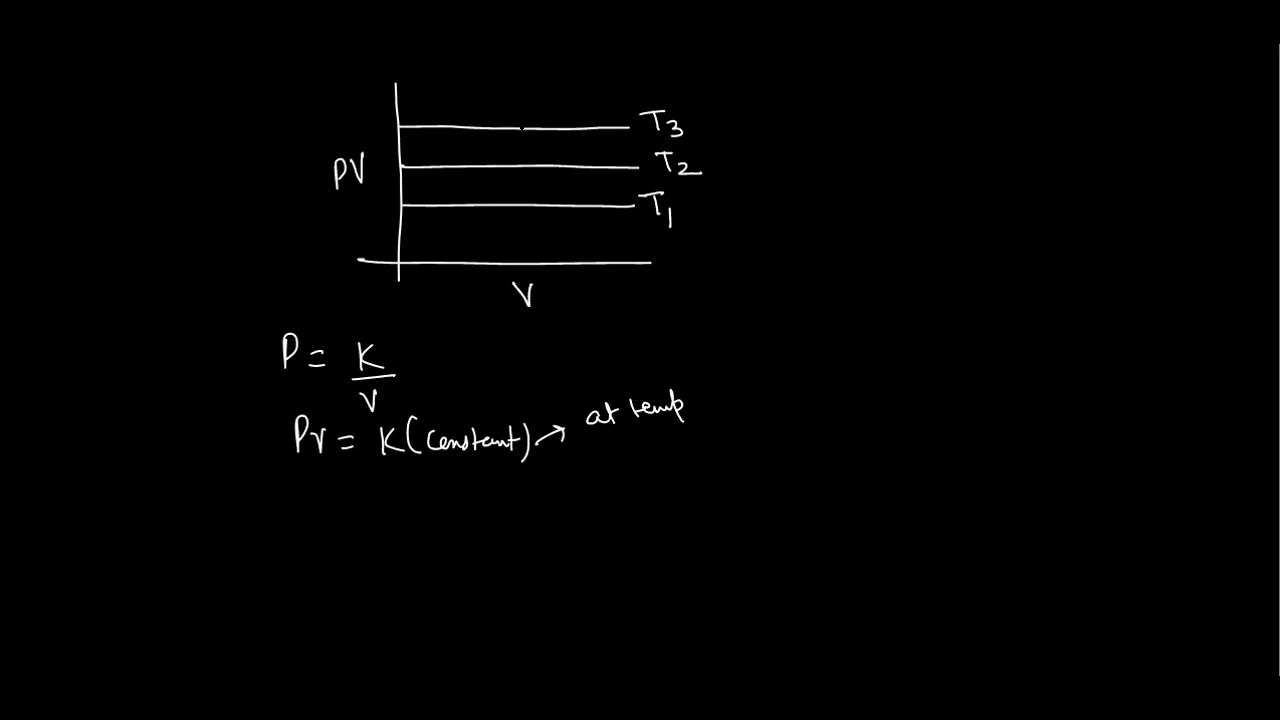 T3
PV
T2
T1
V
P = K/V
PV = K (constant) → at temp